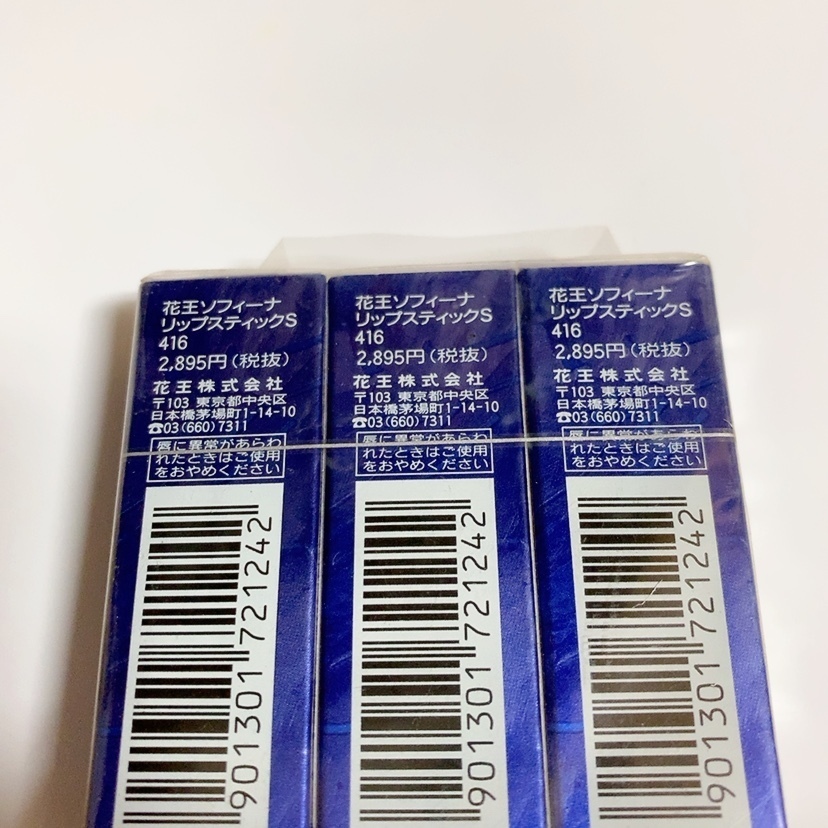 花王ソフィーナ
リップスティックS
416
2,895円(税抜)
花王株式会社
〒103 東京都中央区
日本橋茅場町1-14-10
☎03(660)7311
唇に異常があらわ
れたときはご使用
をおやめください
901301 721242
花王ソフィーナ
リップスティックS
416
2,895円(税抜)
花王株式会社
〒103 東京都中央区
日本橋茅場町1-14-10
☎03(660)7311
唇に異常があらわ
れたときはご使用
をおやめください
901301 721242
花王ソフィーナ
リップスティックS
416
2,895円(税抜)
花王株式会社
〒103 東京都中央区
日本橋茅場町1-14-10
☎03(660)7311
唇に異常があらわ
れたときはご使用
をおやめください
901301 721242